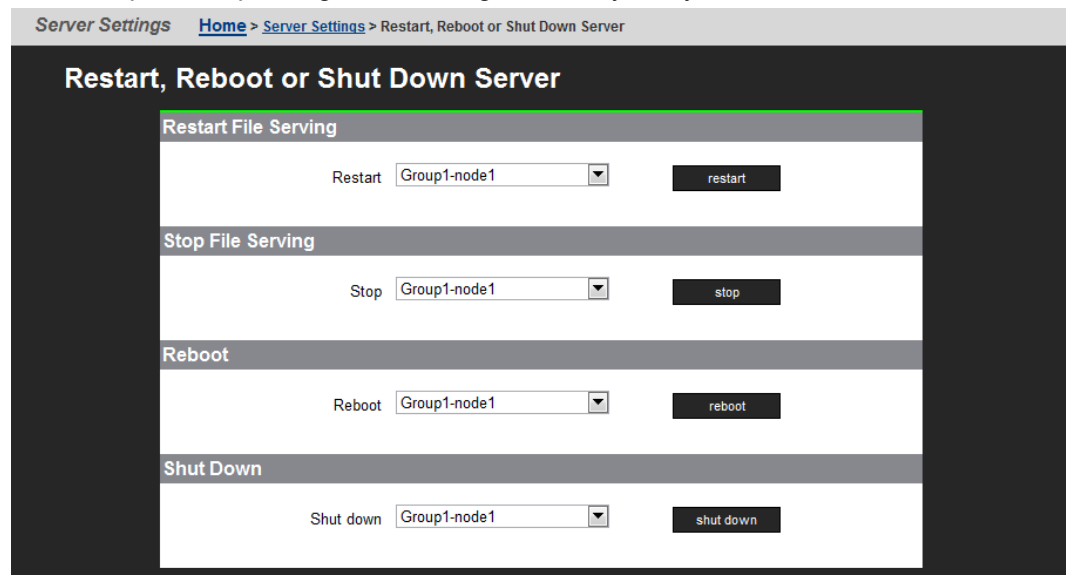 Server Settings Home > Server Settings > Restart, Reboot or Shut Down Server
Restart, Reboot or Shut Down Server
Restart File Serving
Restart Group1-node1 restart
Stop File Serving
Stop Group1-node1 stop
Reboot
Reboot Group1-node1 reboot
Shut Down
Shut down Group1-node1 shut down